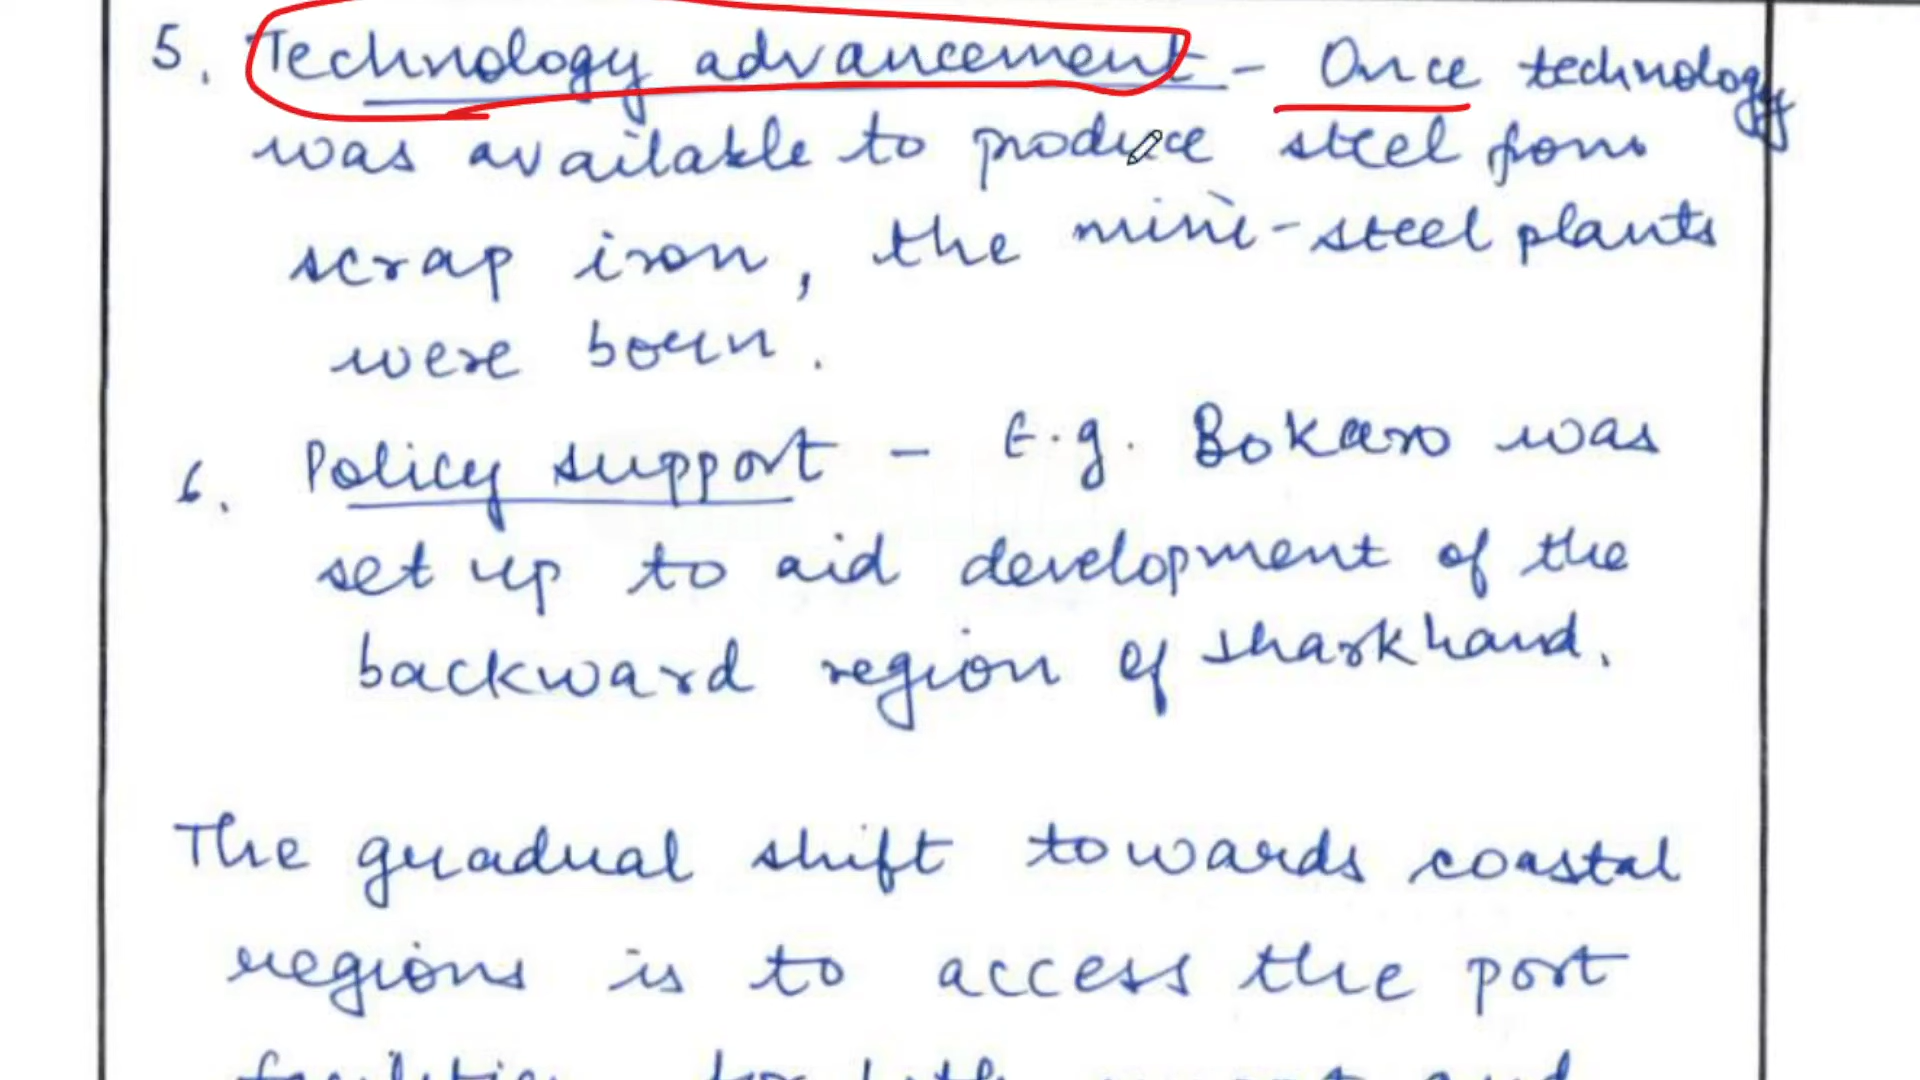 5. Technology advancement - Once technology
was available to produce steel from
scrap iron, the mini-steel plants
were born.
6. Policy support - E.g. Bokaro was
set up to aid development of the
backward region of Jharkhand.
The gradual shift towards coastal
regions is to access the port